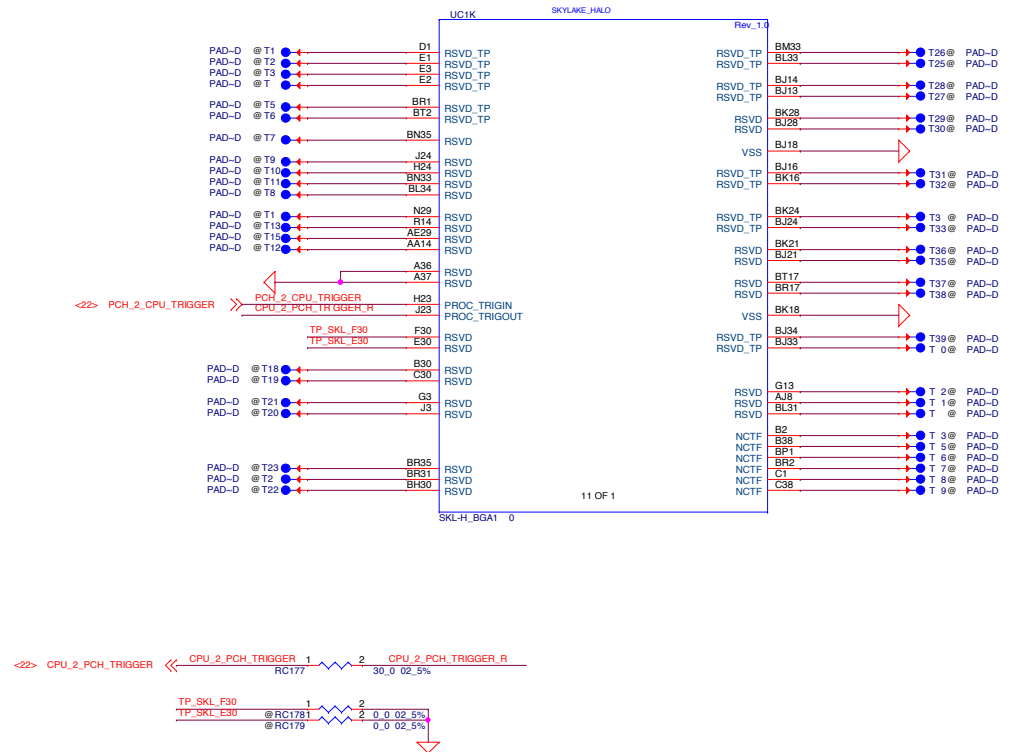 UC1K
SKYLAKE_HALO
Rev_1.0
PAD~D @ T1 D1 RSVD_TP
PAD~D @ T2 E1 RSVD_TP
PAD~D @ T3 E3 RSVD_TP
PAD~D @ T E2 RSVD_TP
PAD~D @ T5 BR1 RSVD_TP
PAD~D @ T6 BT2 RSVD_TP
PAD~D @ T7 BN35 RSVD
PAD~D @ T9 J24 RSVD
PAD~D @ T10 H24 RSVD
PAD~D @ T11 BN33 RSVD
PAD~D @ T8 BL34 RSVD
PAD~D @ T1 N29 RSVD
PAD~D @ T13 R14 RSVD
PAD~D @ T15 AE29 RSVD
PAD~D @ T12 AA14 RSVD
A36 RSVD
A37 RSVD
<22> PCH_2_CPU_TRIGGER PCH_2_CPU_TRIGGER H23 PROC_TRIGIN
CPU_2_PCH_TR GGER_R J23 PROC_TRIGOUT
TP_SKL_F30 F30 RSVD
TP_SKL_E30 E30 RSVD
PAD~D @ T18 B30 RSVD
PAD~D @ T19 C30 RSVD
PAD~D @ T21 G3 RSVD
PAD~D @ T20 J3 RSVD
PAD~D @ T23 BR35 RSVD
PAD~D @ T2 BR31 RSVD
PAD~D @ T22 BH30 RSVD
RSVD_TP BM33 T26@ PAD~D
RSVD_TP BL33 T25@ PAD~D
RSVD_TP BJ14 T28@ PAD~D
RSVD_TP BJ13 T27@ PAD~D
RSVD BK28 T29@ PAD~D
RSVD BJ28 T30@ PAD~D
VSS BJ18
RSVD_TP BJ16 T31@ PAD~D
RSVD_TP BK16 T32@ PAD~D
RSVD_TP BK24 T3 @ PAD~D
RSVD_TP BJ24 T33@ PAD~D
RSVD BK21 T36@ PAD~D
RSVD BJ21 T35@ PAD~D
RSVD BT17 T37@ PAD~D
RSVD BR17 T38@ PAD~D
VSS BK18
RSVD_TP BJ34 T39@ PAD~D
RSVD_TP BJ33 T 0@ PAD~D
RSVD G13 T 2@ PAD~D
RSVD AJ8 T 1@ PAD~D
RSVD BL31 T @ PAD~D
NCTF B2 T 3@ PAD~D
NCTF B38 T 5@ PAD~D
NCTF BP1 T 6@ PAD~D
NCTF BR2 T 7@ PAD~D
NCTF C1 T 8@ PAD~D
NCTF C38 T 9@ PAD~D
11 OF 1
SKL-H_BGA1 0
<22> CPU_2_PCH_TRIGGER CPU_2_PCH_TRIGGER 1 2 CPU_2_PCH_TRIGGER_R
RC177 30_0 02_5%
TP_SKL_F30 1 2
TP_SKL_E30 @ RC178 1 2 0_0 02_5%
@ RC179 0_0 02_5%